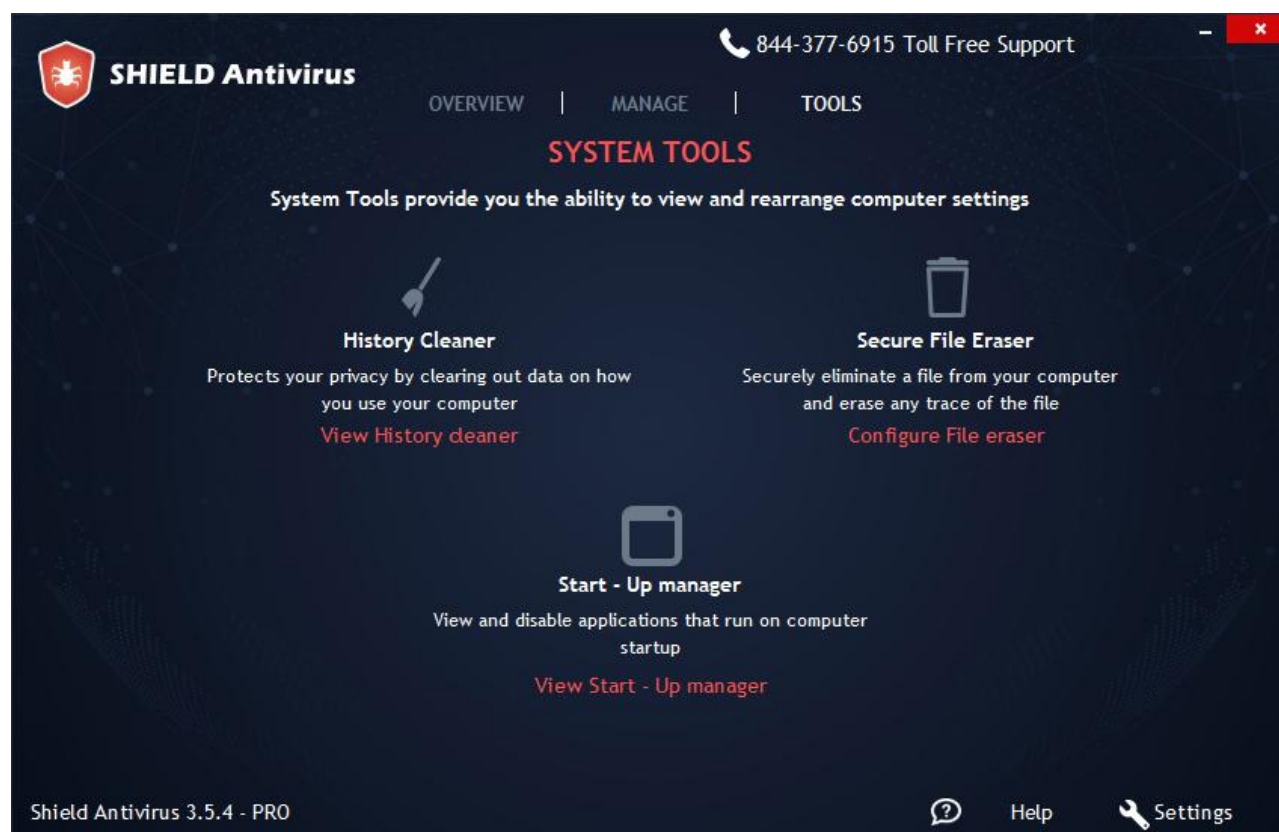 844-377-6915 Toll Free Support
SHIELD Antivirus
OVERVIEW | MANAGE | TOOLS
SYSTEM TOOLS
System Tools provide you the ability to view and rearrange computer settings
History Cleaner
Protects your privacy by clearing out data on how
you use your computer
View History cleaner
Secure File Eraser
Securely eliminate a file from your computer
and erase any trace of the file
Configure File eraser
Start - Up manager
View and disable applications that run on computer
startup
View Start - Up manager
Shield Antivirus 3.5.4 - PRO
? Help
Settings